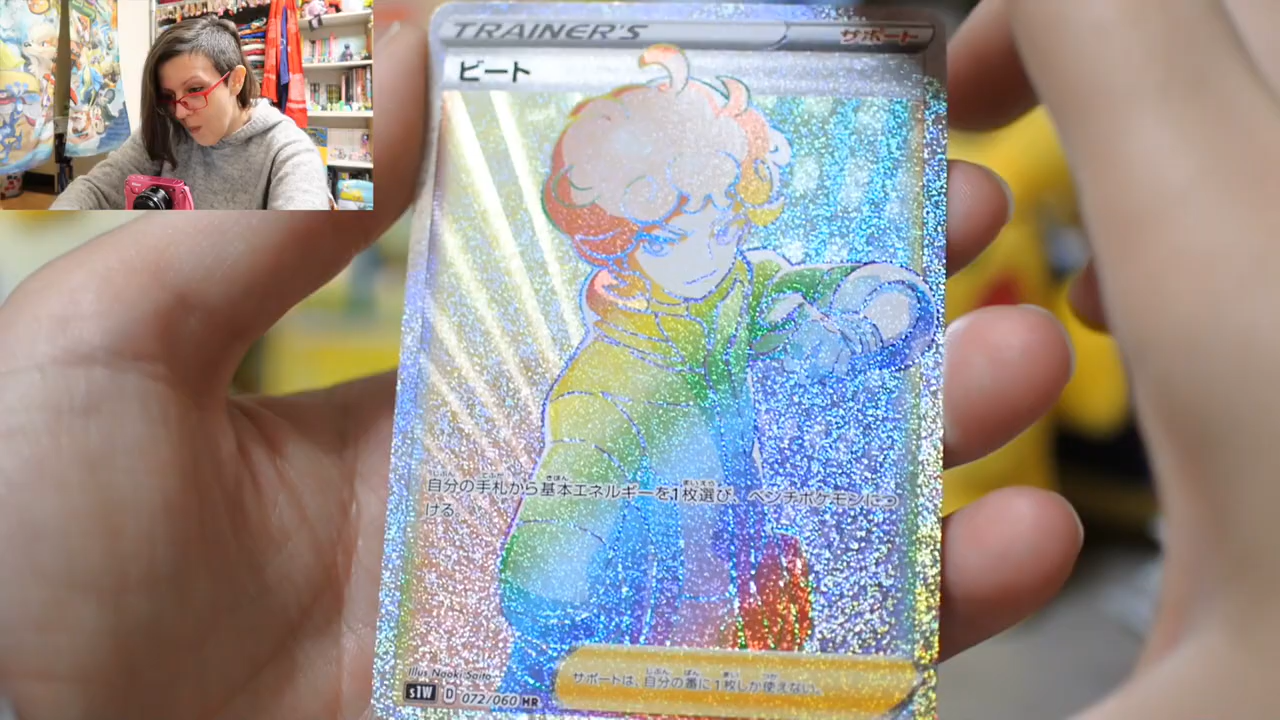 TRAINER'S サポート
ビート
自分の手札から基本エネルギーを1枚選び、ベンチポケモンにつ
ける。
Illus. Naoki Saito
サポートは、自分の番に1枚しか使えない。
s1W D 072/060 HR